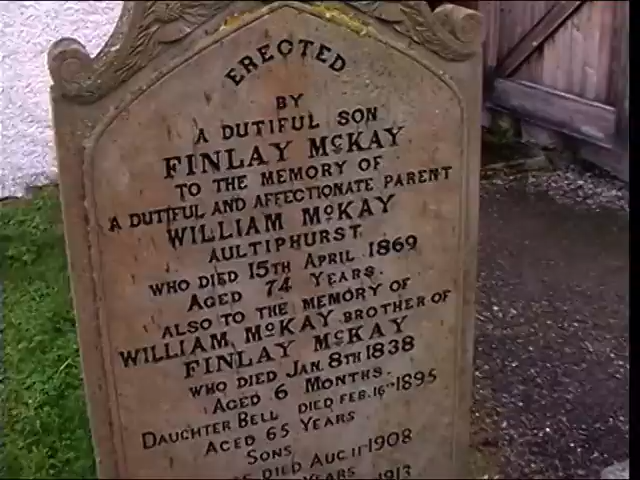 ERECTED
BY
A DUTIFUL SON
FINLAY McKAY
TO THE MEMORY OF
A DUTIFUL AND AFFECTIONATE PARENT
WILLIAM McKAY
AULTIPHURST
WHO DIED 15TH APRIL 1869
AGED 74 YEARS.
ALSO TO THE MEMORY OF
WILLIAM McKAY BROTHER OF
FINLAY McKAY
WHO DIED JAN. 8TH 1838
AGED 6 MONTHS.
DAUGHTER BELL DIED FEB. 16TH 1895
AGED 65 YEARS
SONS
DIED AUG 11 1908
YEARS 1913